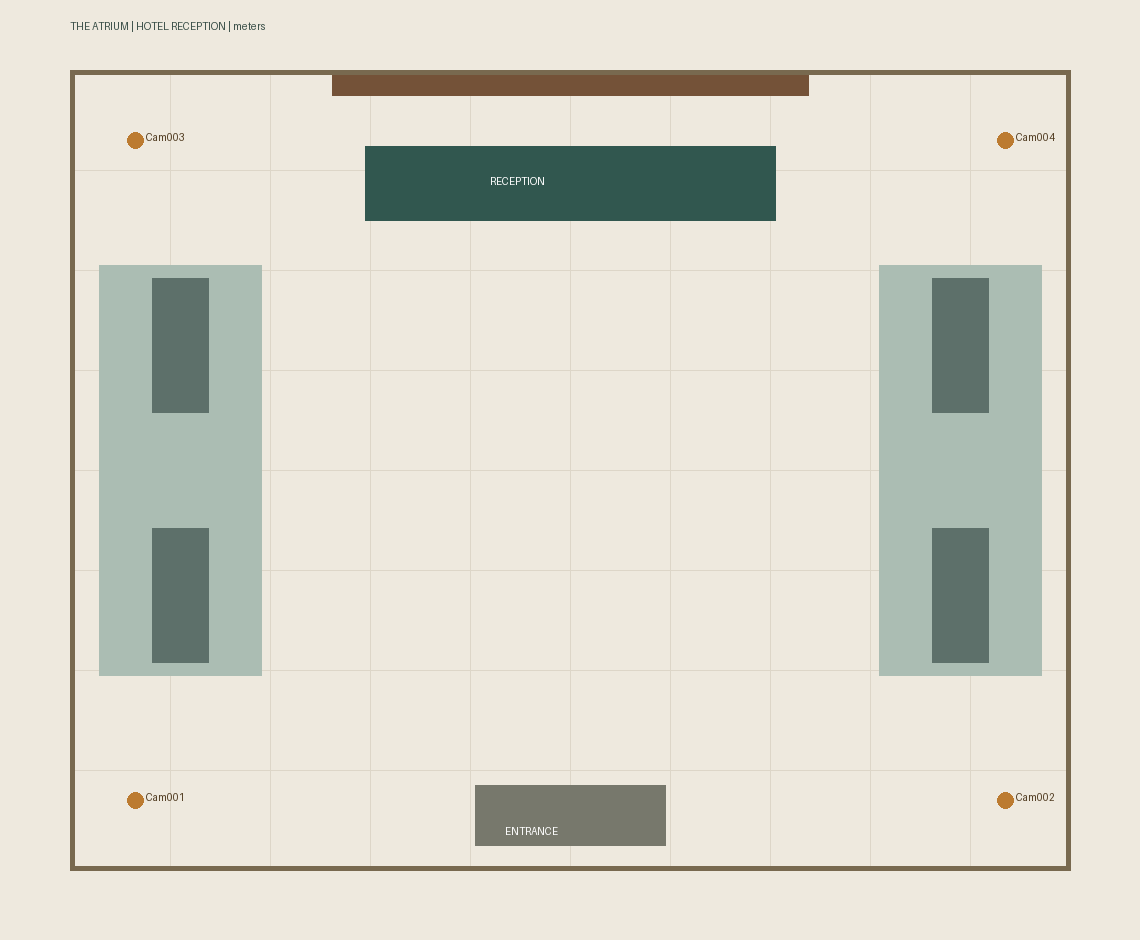 THE ATRIUM | HOTEL RECEPTION | meters
Cam003
Cam004
RECEPTION
Cam001
Cam002
ENTRANCE